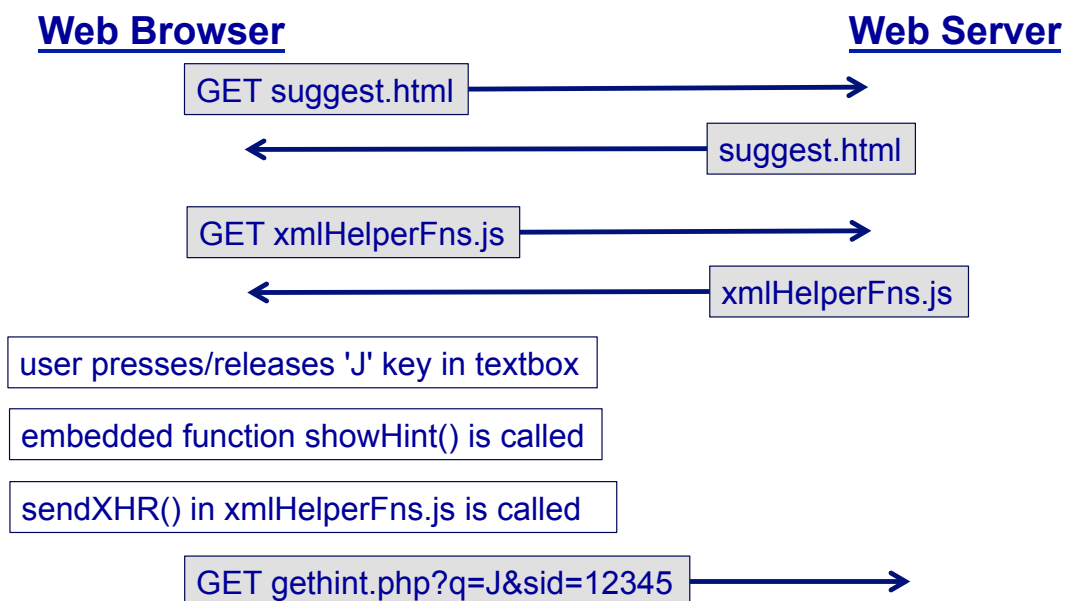 Web Browser
Web Server
GET suggest.html
suggest.html
GET xmlHelperFns.js
xmlHelperFns.js
user presses/releases 'J' key in textbox
embedded function showHint() is called
sendXHR() in xmlHelperFns.js is called
GET gethint.php?q=J&sid=12345